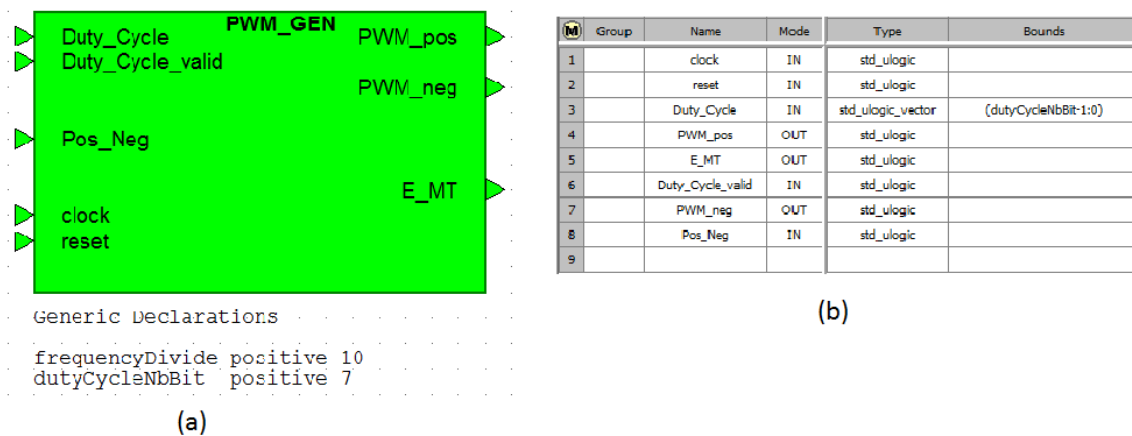 PWM_GEN
Duty_Cycle PWM_pos
Duty_Cycle_valid
PWM_neg
Pos_Neg
E_MT
clock
reset
Generic Declarations
frequencyDivide positive 10
dutyCycleNbBit positive 7
(a)
M Group Name Mode Type Bounds
1 clock IN std_ulogic
2 reset IN std_ulogic
3 Duty_Cycle IN std_ulogic_vector (dutyCycleNbBit-1:0)
4 PWM_pos OUT std_ulogic
5 E_MT OUT std_ulogic
6 Duty_Cycle_valid IN std_ulogic
7 PWM_neg OUT std_ulogic
8 Pos_Neg IN std_ulogic
9
(b)